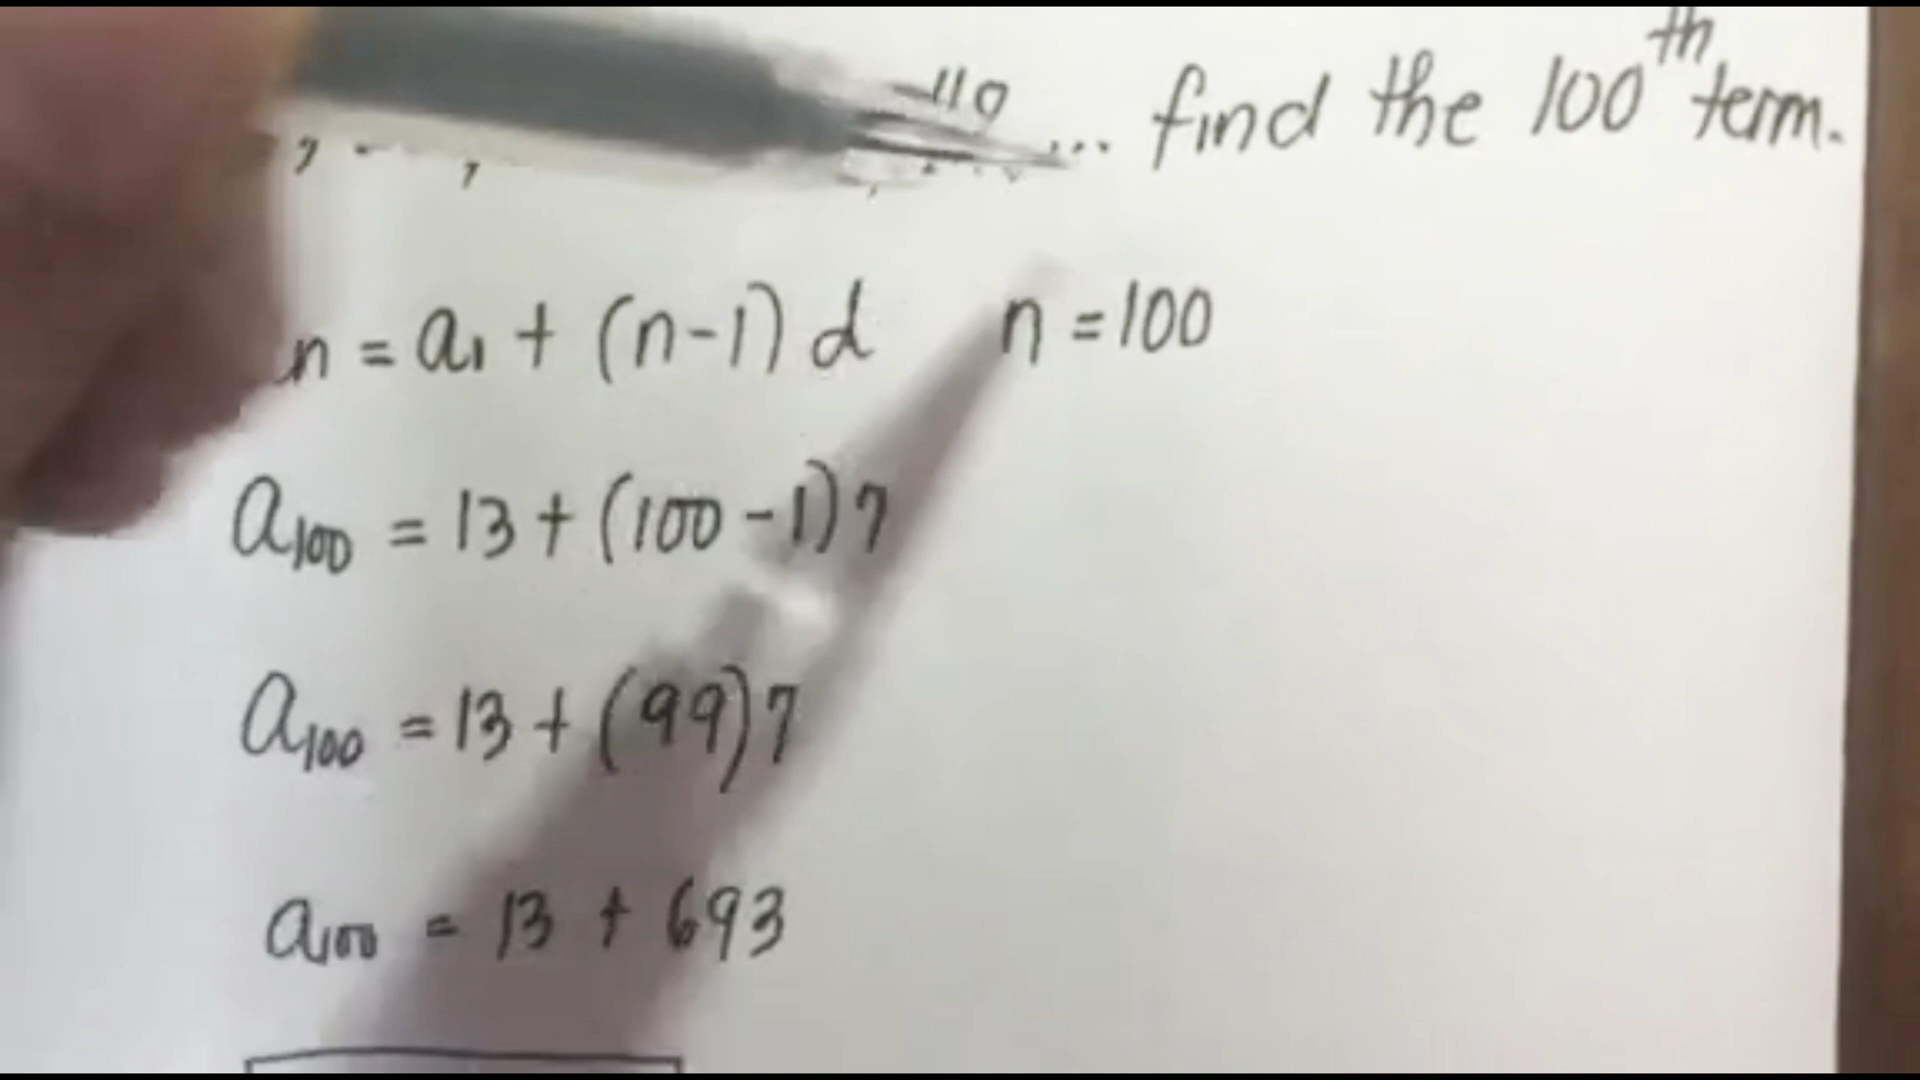 ... find the 100th term.
n = a1 + (n-1) d n = 100
a100 = 13 + (100 - 1) 7
a100 = 13 + (99) 7
a100 = 13 + 693